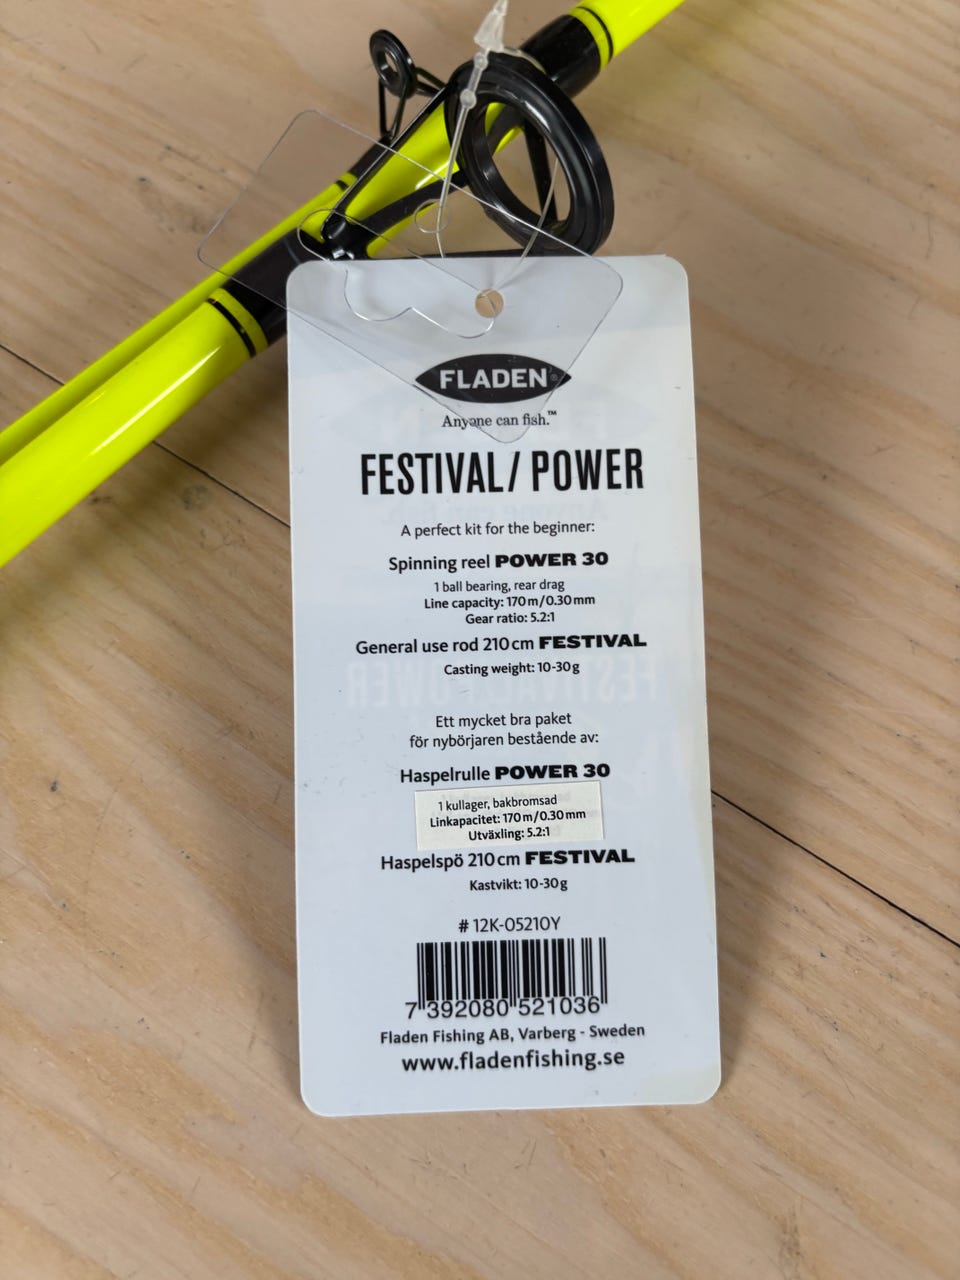 FLADEN®
Anyone can fish.™
FESTIVAL / POWER
A perfect kit for the beginner:
Spinning reel POWER 30
1 ball bearing, rear drag
Line capacity: 170 m/0.30 mm
Gear ratio: 5.2:1
General use rod 210 cm FESTIVAL
Casting weight: 10-30 g
Ett mycket bra paket
för nybörjaren bestående av:
Haspelrulle POWER 30
1 kullager, bakbromsad
Linkapacitet: 170 m/0.30 mm
Utväxling: 5.2:1
Haspelspö 210 cm FESTIVAL
Kastvikt: 10-30 g
# 12K-05210Y
7 392080 521036
Fladen Fishing AB, Varberg - Sweden
www.fladenfishing.se